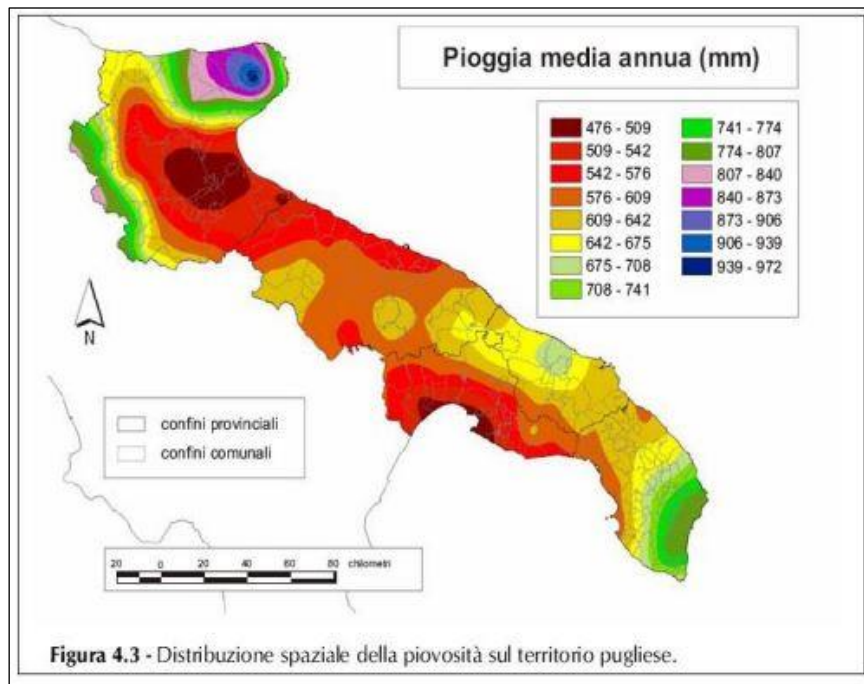 Pioggia media annua (mm)
476 - 509
509 - 542
542 - 576
576 - 609
609 - 642
642 - 675
675 - 708
708 - 741
741 - 774
774 - 807
807 - 840
840 - 873
873 - 906
906 - 939
939 - 972
N
confini provinciali
confini comunali
20 0 20 40 60 80 chilometri
Figura 4.3 - Distribuzione spaziale della piovosità sul territorio pugliese.